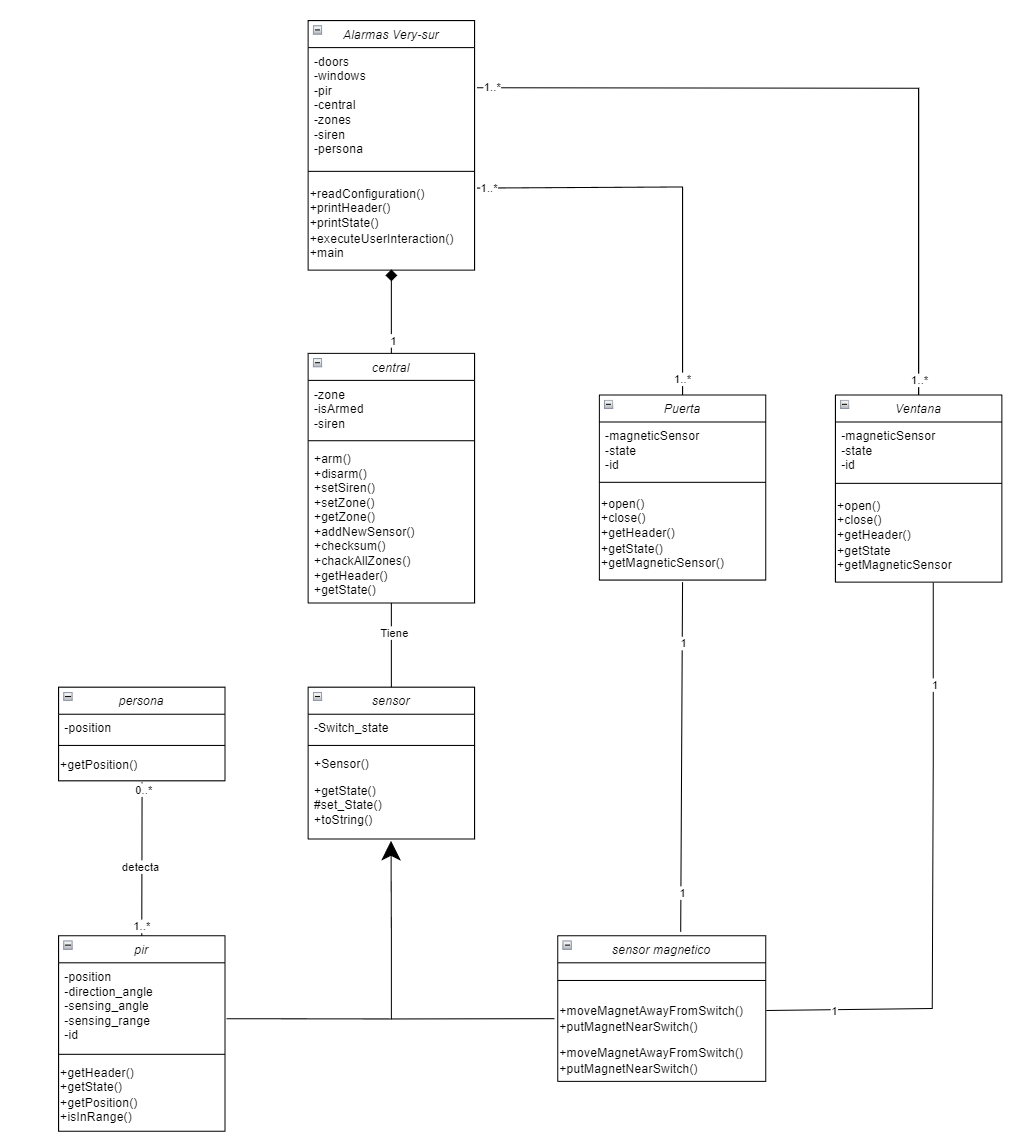 Alarmas Very-sur
-doors
-windows
-pir
-central
-zones
-siren
-persona
+readConfiguration()
+printHeader()
+printState()
+executeUserInteraction()
+main
1..*
1..*
1
central
-zone
-isArmed
-siren
+arm()
+disarm()
+setSiren()
+setZone()
+getZone()
+addNewSensor()
+checksum()
+chackAllZones()
+getHeader()
+getState()
1..*
Puerta
-magneticSensor
-state
-id
+open()
+close()
+getHeader()
+getState()
+getMagneticSensor()
1..*
Ventana
-magneticSensor
-state
-id
+open()
+close()
+getHeader()
+getState
+getMagneticSensor
Tiene
1
1
persona
-position
+getPosition()
0..*
detecta
1..*
sensor
-Switch_state
+Sensor()
+getState()
#set_State()
+toString()
1
pir
-position
-direction_angle
-sensing_angle
-sensing_range
-id
+getHeader()
+getState()
+getPosition()
+isInRange()
sensor magnetico
+moveMagnetAwayFromSwitch()
+putMagnetNearSwitch()
+moveMagnetAwayFromSwitch()
+putMagnetNearSwitch()
1